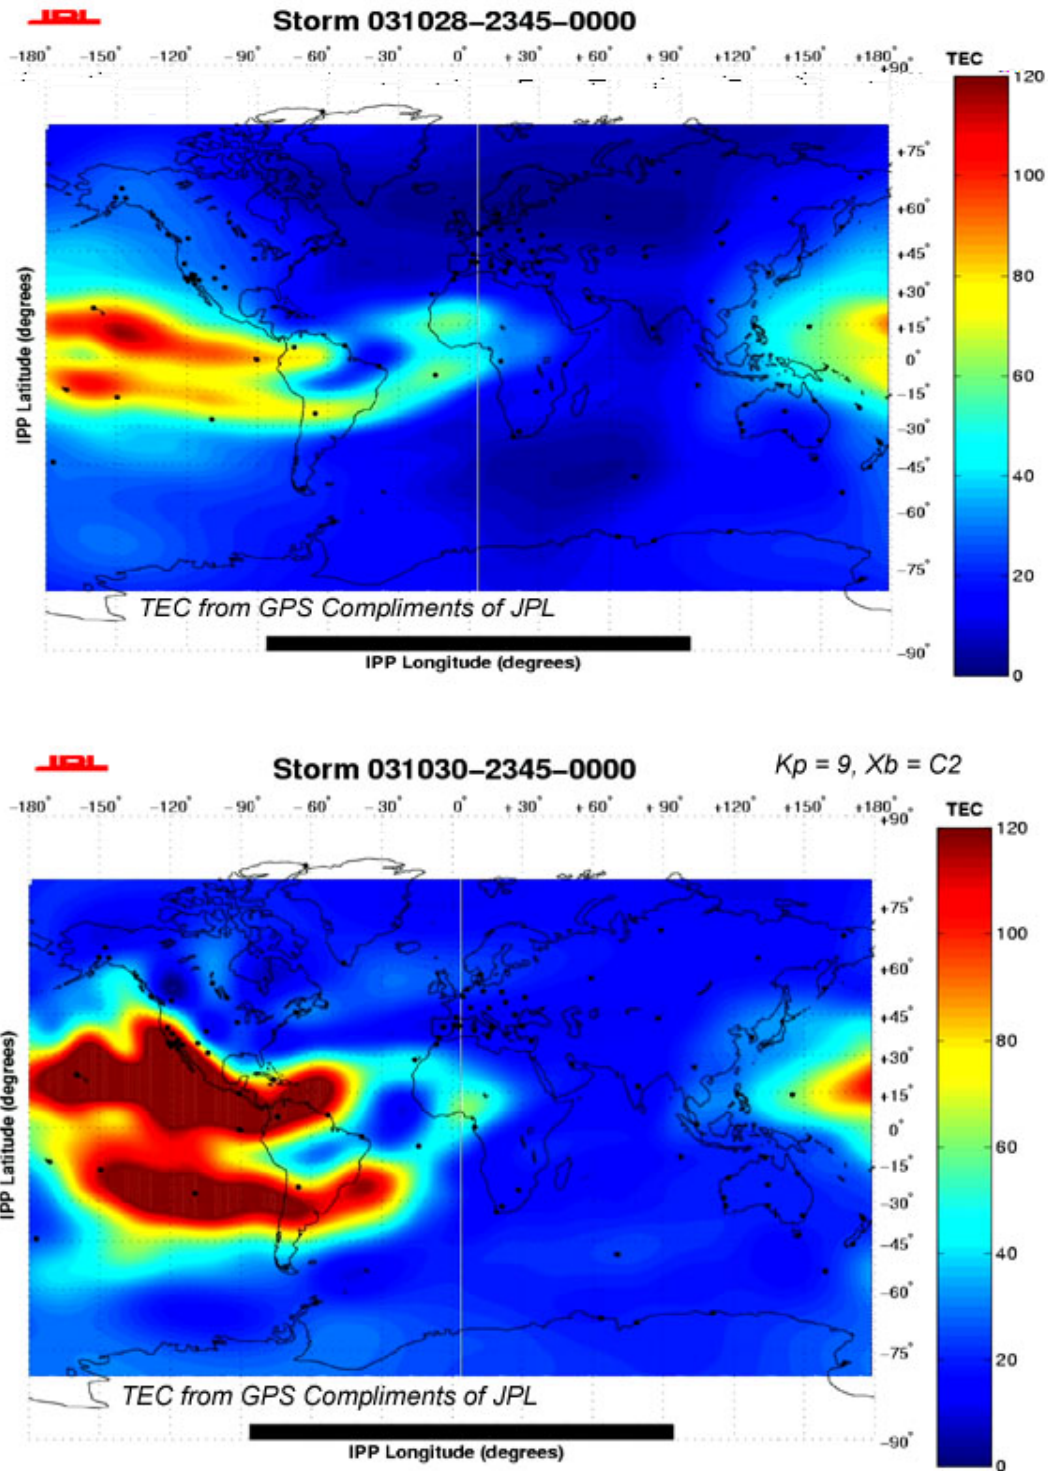 JPL
Storm 031028-2345-0000
-180° -150° -120° -90° -60° -30° 0° +30° +60° +90° +120° +150° +180°
TEC
+90°
+75°
+60°
+45°
+30°
+15°
0°
-15°
-30°
-45°
-60°
-75°
-90°
120
100
80
60
40
20
0
IPP Latitude (degrees)
TEC from GPS Compliments of JPL
IPP Longitude (degrees)
JPL
Storm 031030-2345-0000
Kp = 9, Xb = C2
-180° -150° -120° -90° -60° -30° 0° +30° +60° +90° +120° +150° +180°
TEC
+90°
+75°
+60°
+45°
+30°
+15°
0°
-15°
-30°
-45°
-60°
-75°
-90°
120
100
80
60
40
20
0
IPP Latitude (degrees)
TEC from GPS Compliments of JPL
IPP Longitude (degrees)